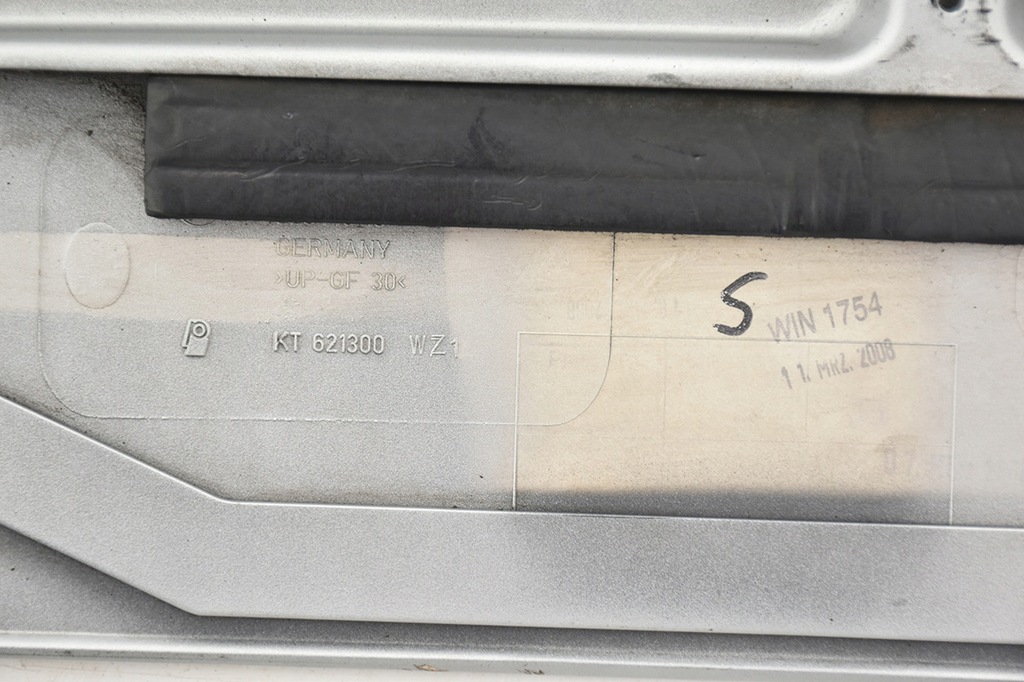 GERMANY
>UP-GF 30<
KT 621300 WZ1
S
WIN 1754
11. MRZ. 2008